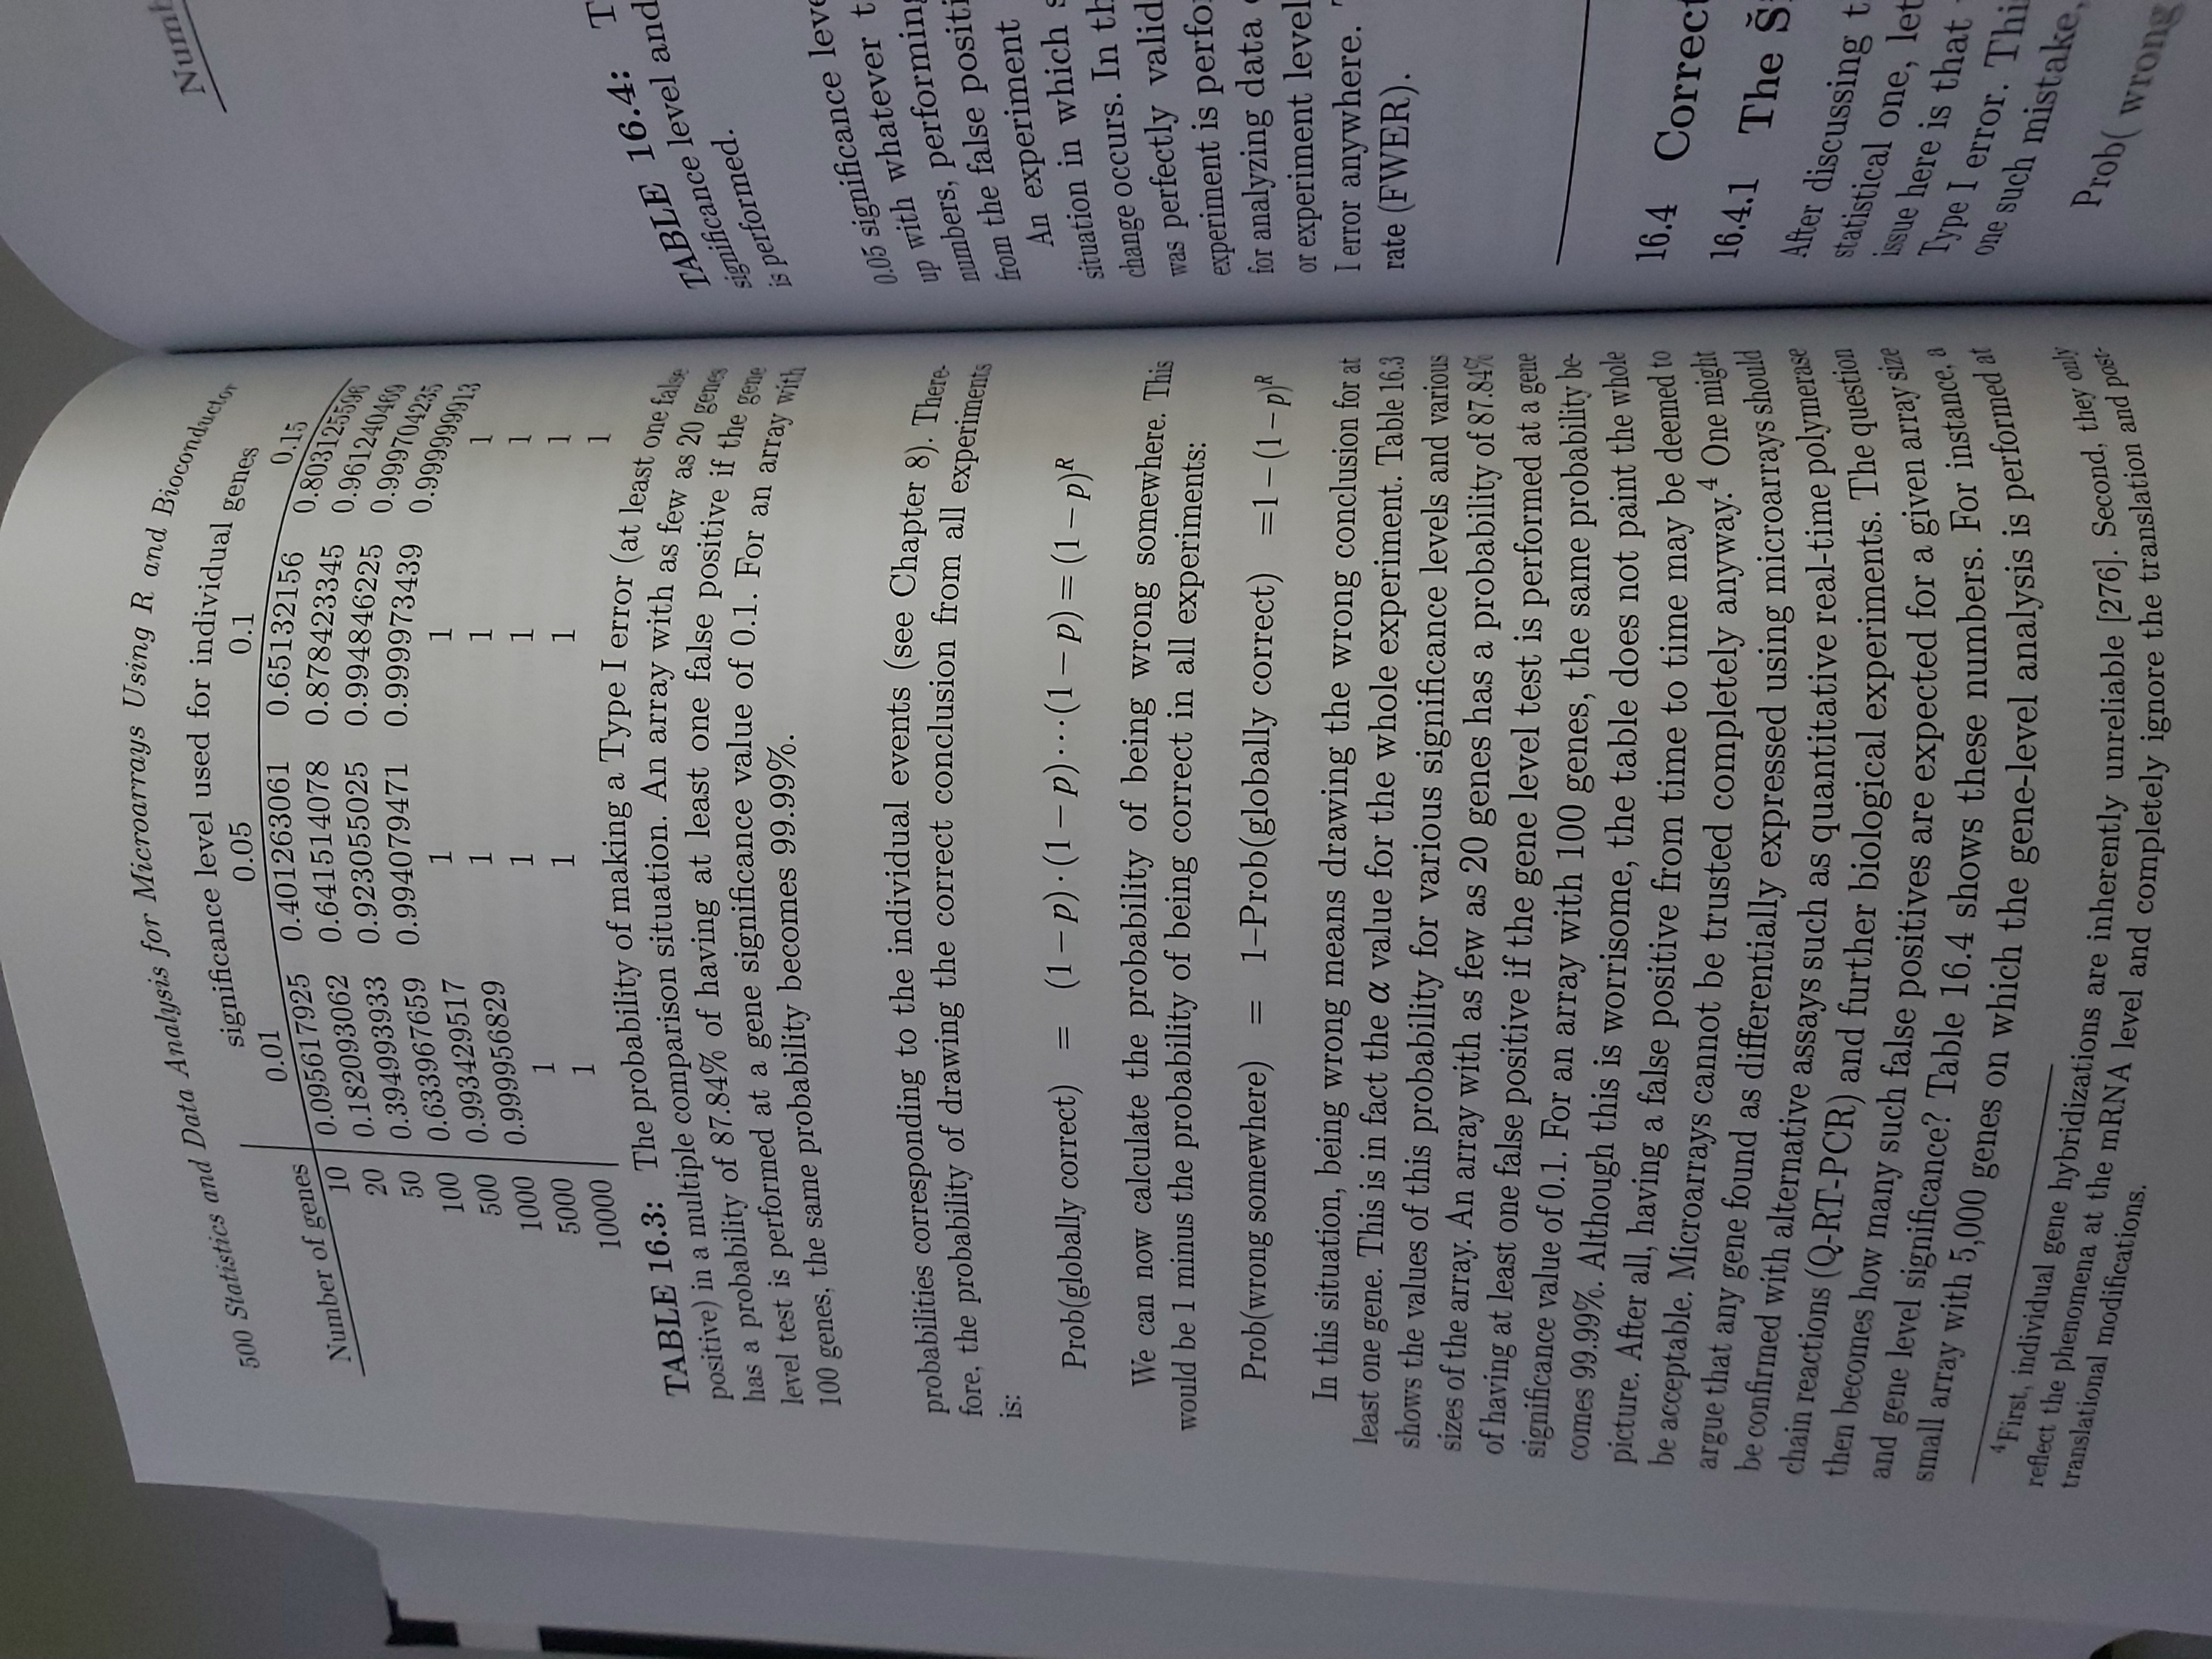 500 Statistics and Data Analysis for Microarrays Using R and Bioconductor
significance level used for individual genes
Number of genes 0.01 0.05 0.1 0.15
10 0.095617925 0.401263061 0.65132156 0.803125596
20 0.182093062 0.641514078 0.878423345 0.961240469
50 0.394993933 0.923055025 0.994846225 0.999704235
100 0.633967659 0.994079471 0.999973439 0.999999913
500 0.993429517 1 1 1
1000 0.999956829 1 1 1
5000 1 1 1 1
10000 1 1 1 1
TABLE 16.3: The probability of making a Type I error (at least one false
positive) in a multiple comparison situation. An array with as few as 20 genes
has a probability of 87.84% of having at least one false positive if the gene
level test is performed at a gene significance value of 0.1. For an array with
100 genes, the same probability becomes 99.99%.
probabilities corresponding to the individual events (see Chapter 8). There-
fore, the probability of drawing the correct conclusion from all experiments
is:
Prob(globally correct) = (1 − p) · (1 − p) ⋯ (1 − p) = (1 − p)^R
We can now calculate the probability of being wrong somewhere. This
would be 1 minus the probability of being correct in all experiments:
Prob(wrong somewhere) = 1−Prob(globally correct) =1 − (1 − p)^R
In this situation, being wrong means drawing the wrong conclusion for at
least one gene. This is in fact the α value for the whole experiment. Table 16.3
shows the values of this probability for various significance levels and various
sizes of the array. An array with as few as 20 genes has a probability of 87.84%
of having at least one false positive if the gene level test is performed at a gene
significance value of 0.1. For an array with 100 genes, the same probability be-
comes 99.99%. Although this is worrisome, the table does not paint the whole
picture. After all, having a false positive from time to time may be deemed to
be acceptable. Microarrays cannot be trusted completely anyway.4 One might
argue that any gene found as differentially expressed using microarrays should
be confirmed with alternative assays such as quantitative real-time polymerase
chain reactions (Q-RT-PCR) and further biological experiments. The question
then becomes how many such false positives are expected for a given array size
and gene level significance? Table 16.4 shows these numbers. For instance, a
small array with 5,000 genes on which the gene-level analysis is performed at
4First, individual gene hybridizations are inherently unreliable [276]. Second, they only
reflect the phenomena at the mRNA level and completely ignore the translation and post-
translational modifications.
TABLE 16.4:
significance level and
is performed.
0.05 significance
up with whatever
numbers, performing
from the false
An experiment
situation in which
change occurs. In
was perfectly valid
experiment is
for analyzing data
or experiment level
I error anywhere.
rate (FWER).
16.4
16.4.1 The
After discussing
statistical one, let
issue here is that
Type I error.
one such mistake,
Prob( wrong